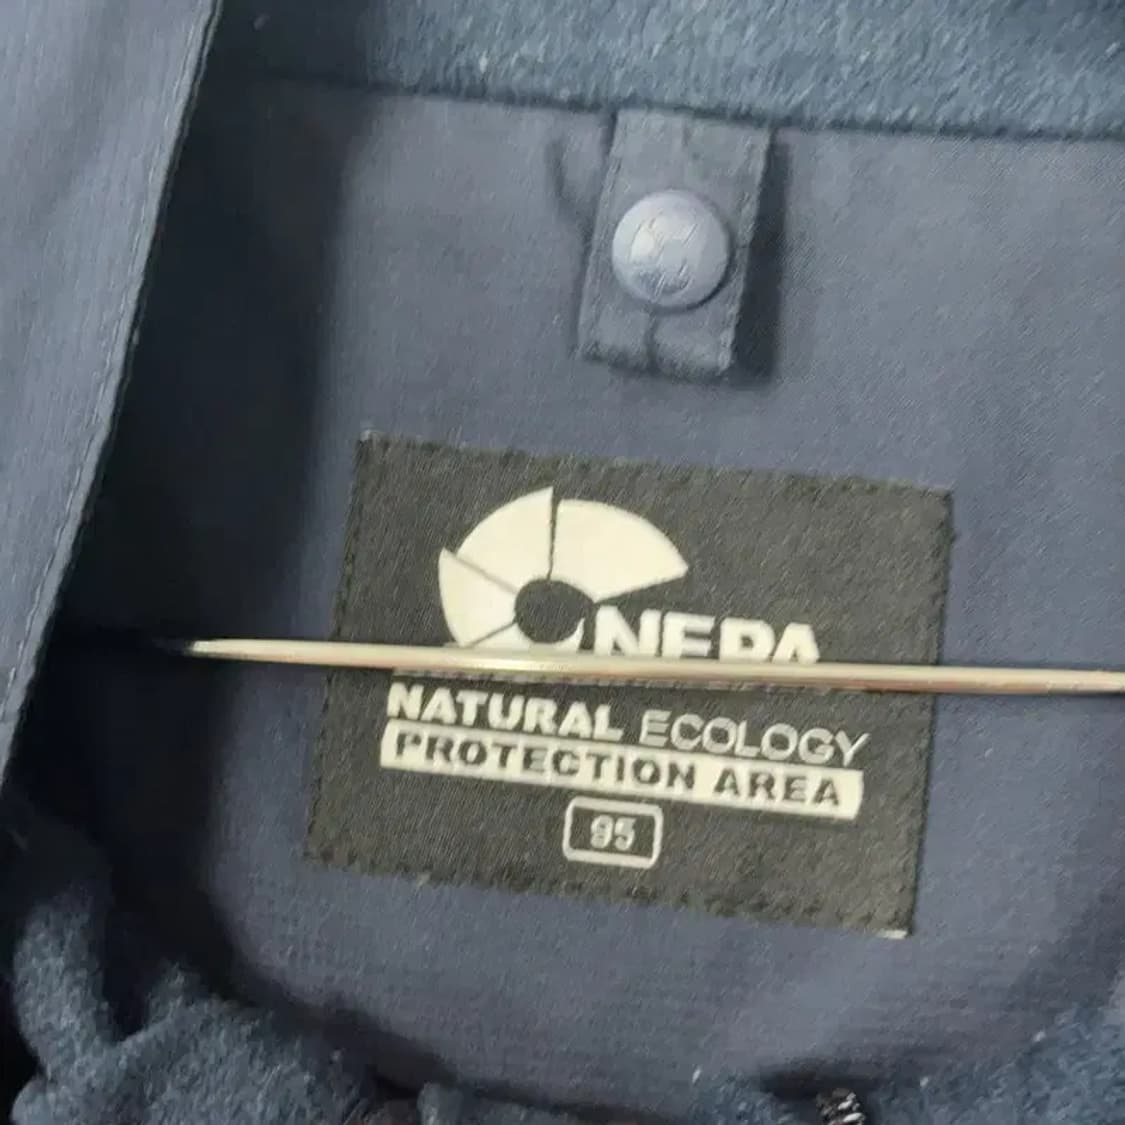 NEPA
NATURAL ECOLOGY
PROTECTION AREA
95